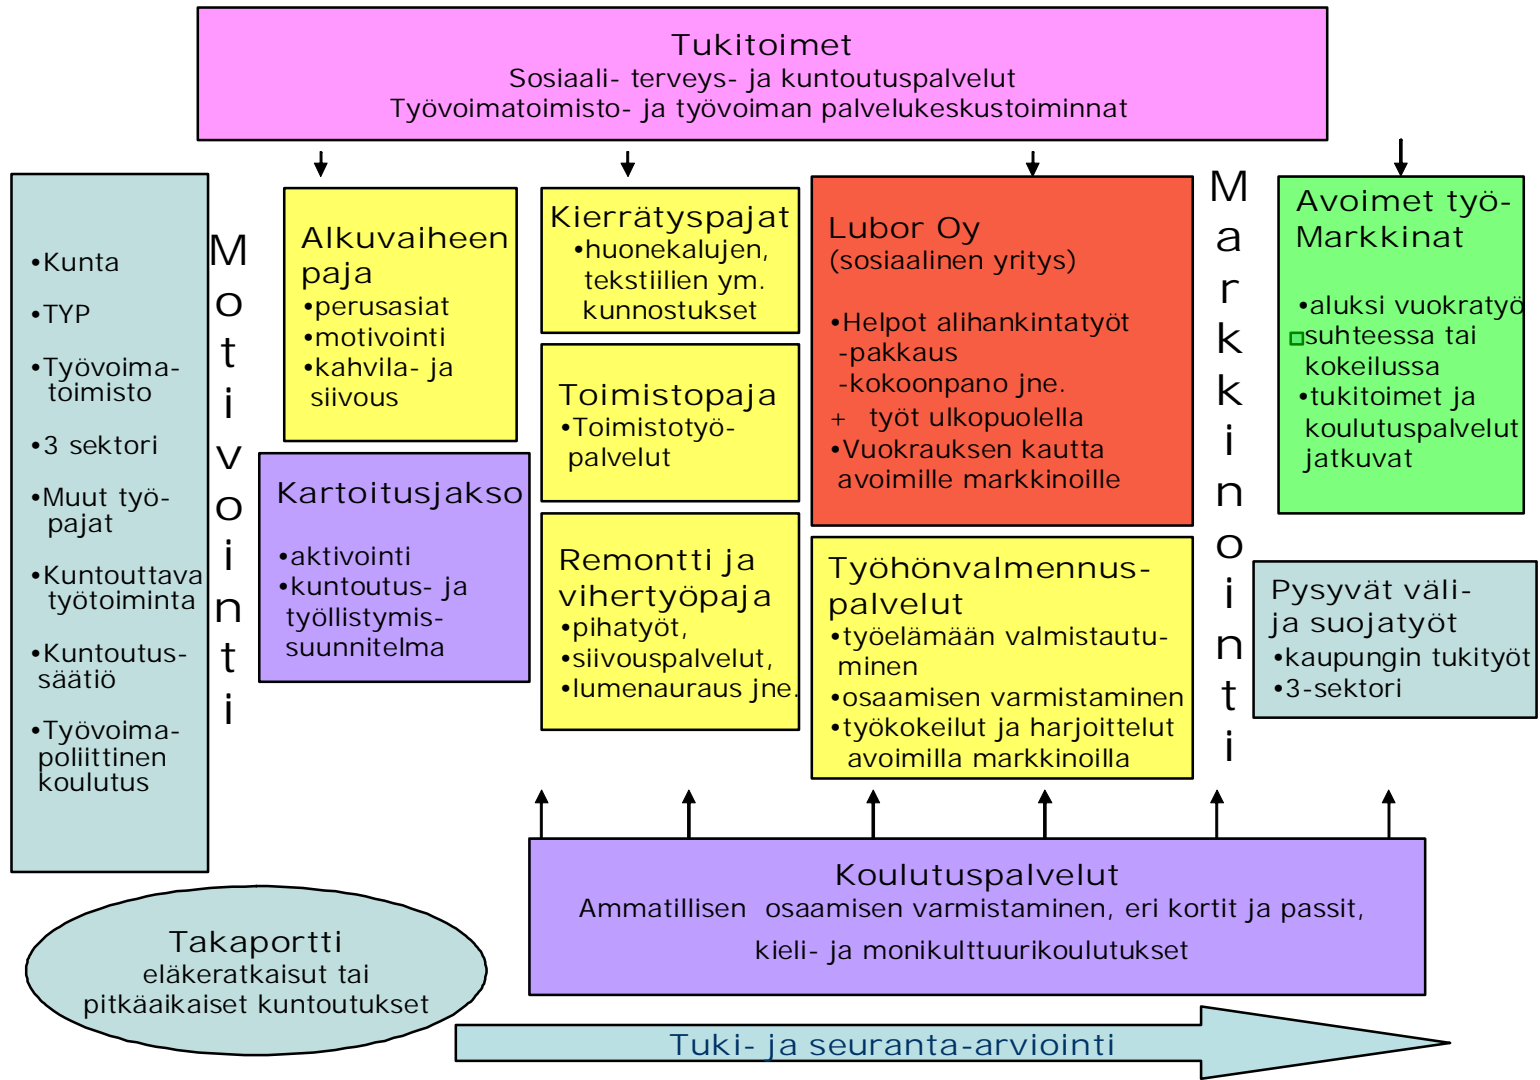 Tukitoimet
Sosiaali- terveys- ja kuntoutuspalvelut
Työvoimatoimisto- ja työvoiman palvelukeskustoiminnat
•Kunta
•TYP
•Työvoima-
toimisto
•3 sektori
•Muut työ-
pajat
•Kuntouttava
työtoiminta
•Kuntoutus-
säätiö
•Työvoima-
poliittinen
koulutus
Motivointi
Alkuvaiheen
paja
•perusasiat
•motivointi
•kahvila- ja
siivous
Kartoitusjakso
•aktivointi
•kuntoutus- ja
työllistymis-
suunnitelma
Kierrätyspajat
•huonekalujen,
tekstiilien ym.
kunnostukset
Toimistopaja
•Toimistotyö-
palvelut
Remontti ja
vihertyöpaja
•pihatyöt,
•siivouspalvelut,
•lumenauraus jne.
Lubor Oy
(sosiaalinen yritys)
•Helpot alihankintatyöt
-pakkaus
-kokoonpano jne.
+ työt ulkopuolella
•Vuokrauksen kautta
avoimille markkinoille
Työhönvalmennus-
palvelut
•työelämään valmistautu-
minen
•osaamisen varmistaminen
•työkokeilut ja harjoittelut
avoimilla markkinoilla
Markkinointi
Avoimet työ-
Markkinat
•aluksi vuokratyö
suhteessa tai
kokeilussa
•tukitoimet ja
koulutuspalvelut
jatkuvat
Pysyvät väli-
ja suojatyöt
•kaupungin tukityöt
•3-sektori
Koulutuspalvelut
Ammatillisen osaamisen varmistaminen, eri kortit ja passit,
kieli- ja monikulttuurikoulutukset
Takaportti
eläkeratkaisut tai
pitkäaikaiset kuntoutukset
Tuki- ja seuranta-arviointi